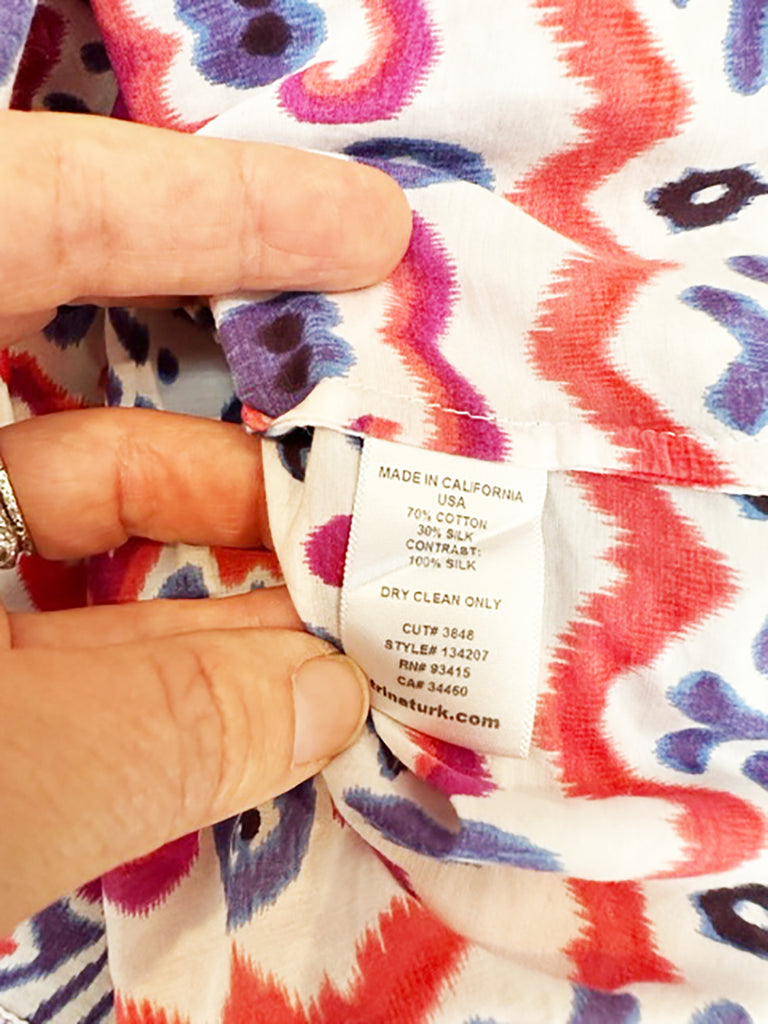 MADE IN CALIFORNIA
USA
70% COTTON
30% SILK
CONTRAST:
100% SILK
DRY CLEAN ONLY
CUT# 3848
STYLE# 134207
RN# 93415
CA# 34460
trinaturk.com